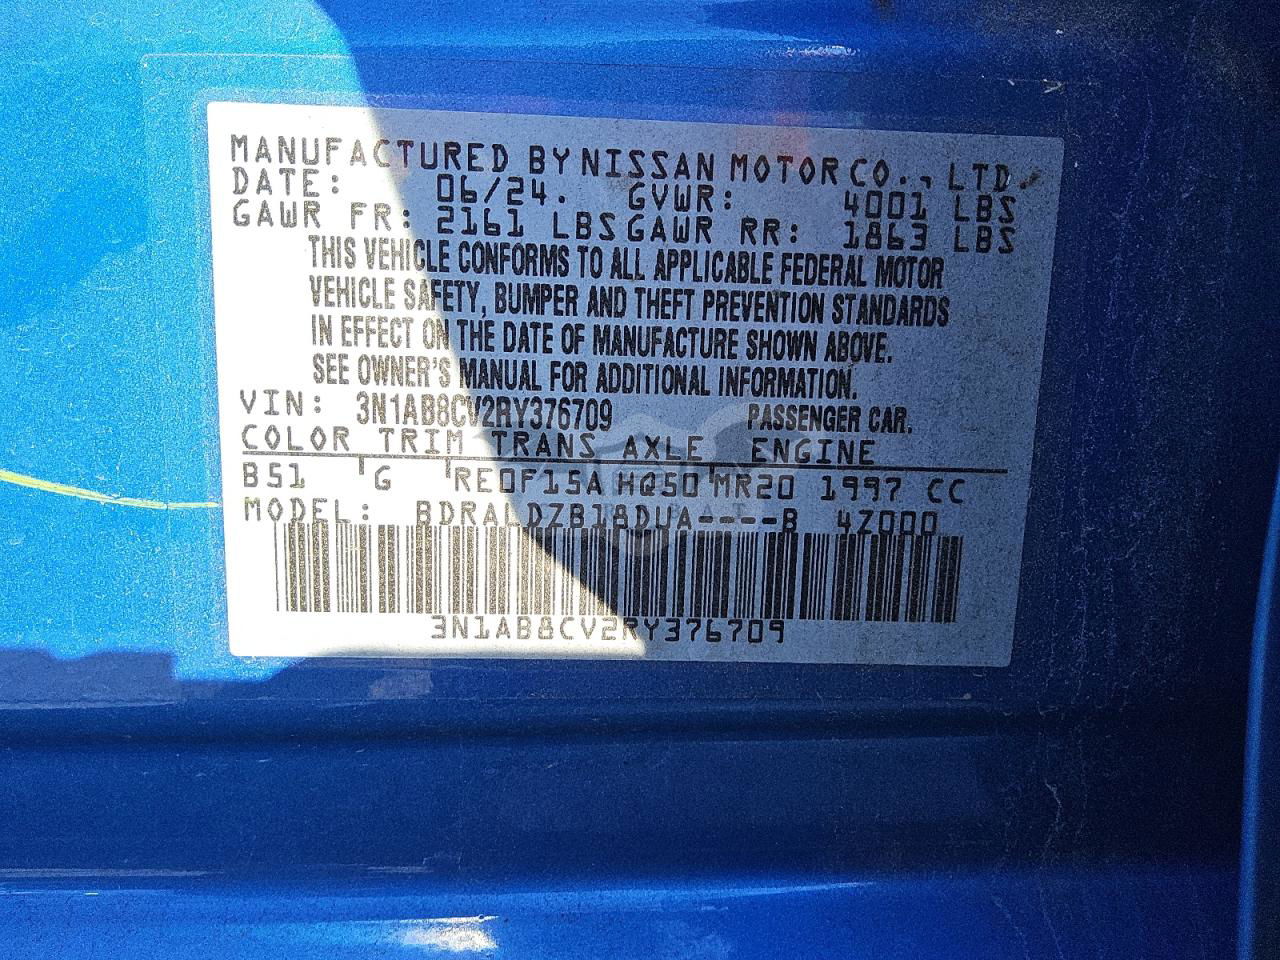 MANUFACTURED BY NISSAN MOTOR CO., LTD.
DATE: 06/24. GVWR: 4001 LBS
GAWR FR: 2161 LBS GAWR RR: 1863 LBS
THIS VEHICLE CONFORMS TO ALL APPLICABLE FEDERAL MOTOR
VEHICLE SAFETY, BUMPER AND THEFT PREVENTION STANDARDS
IN EFFECT ON THE DATE OF MANUFACTURE SHOWN ABOVE.
SEE OWNER'S MANUAL FOR ADDITIONAL INFORMATION.
VIN: 3N1AB8CV2RY376709 PASSENGER CAR.
COLOR TRIM TRANS AXLE ENGINE
B51 G RE0F15A HQ50 MR20 1997 CC
MODEL: BDRALDZB18DUA----B 4Z000
3N1AB8CV2RY376709